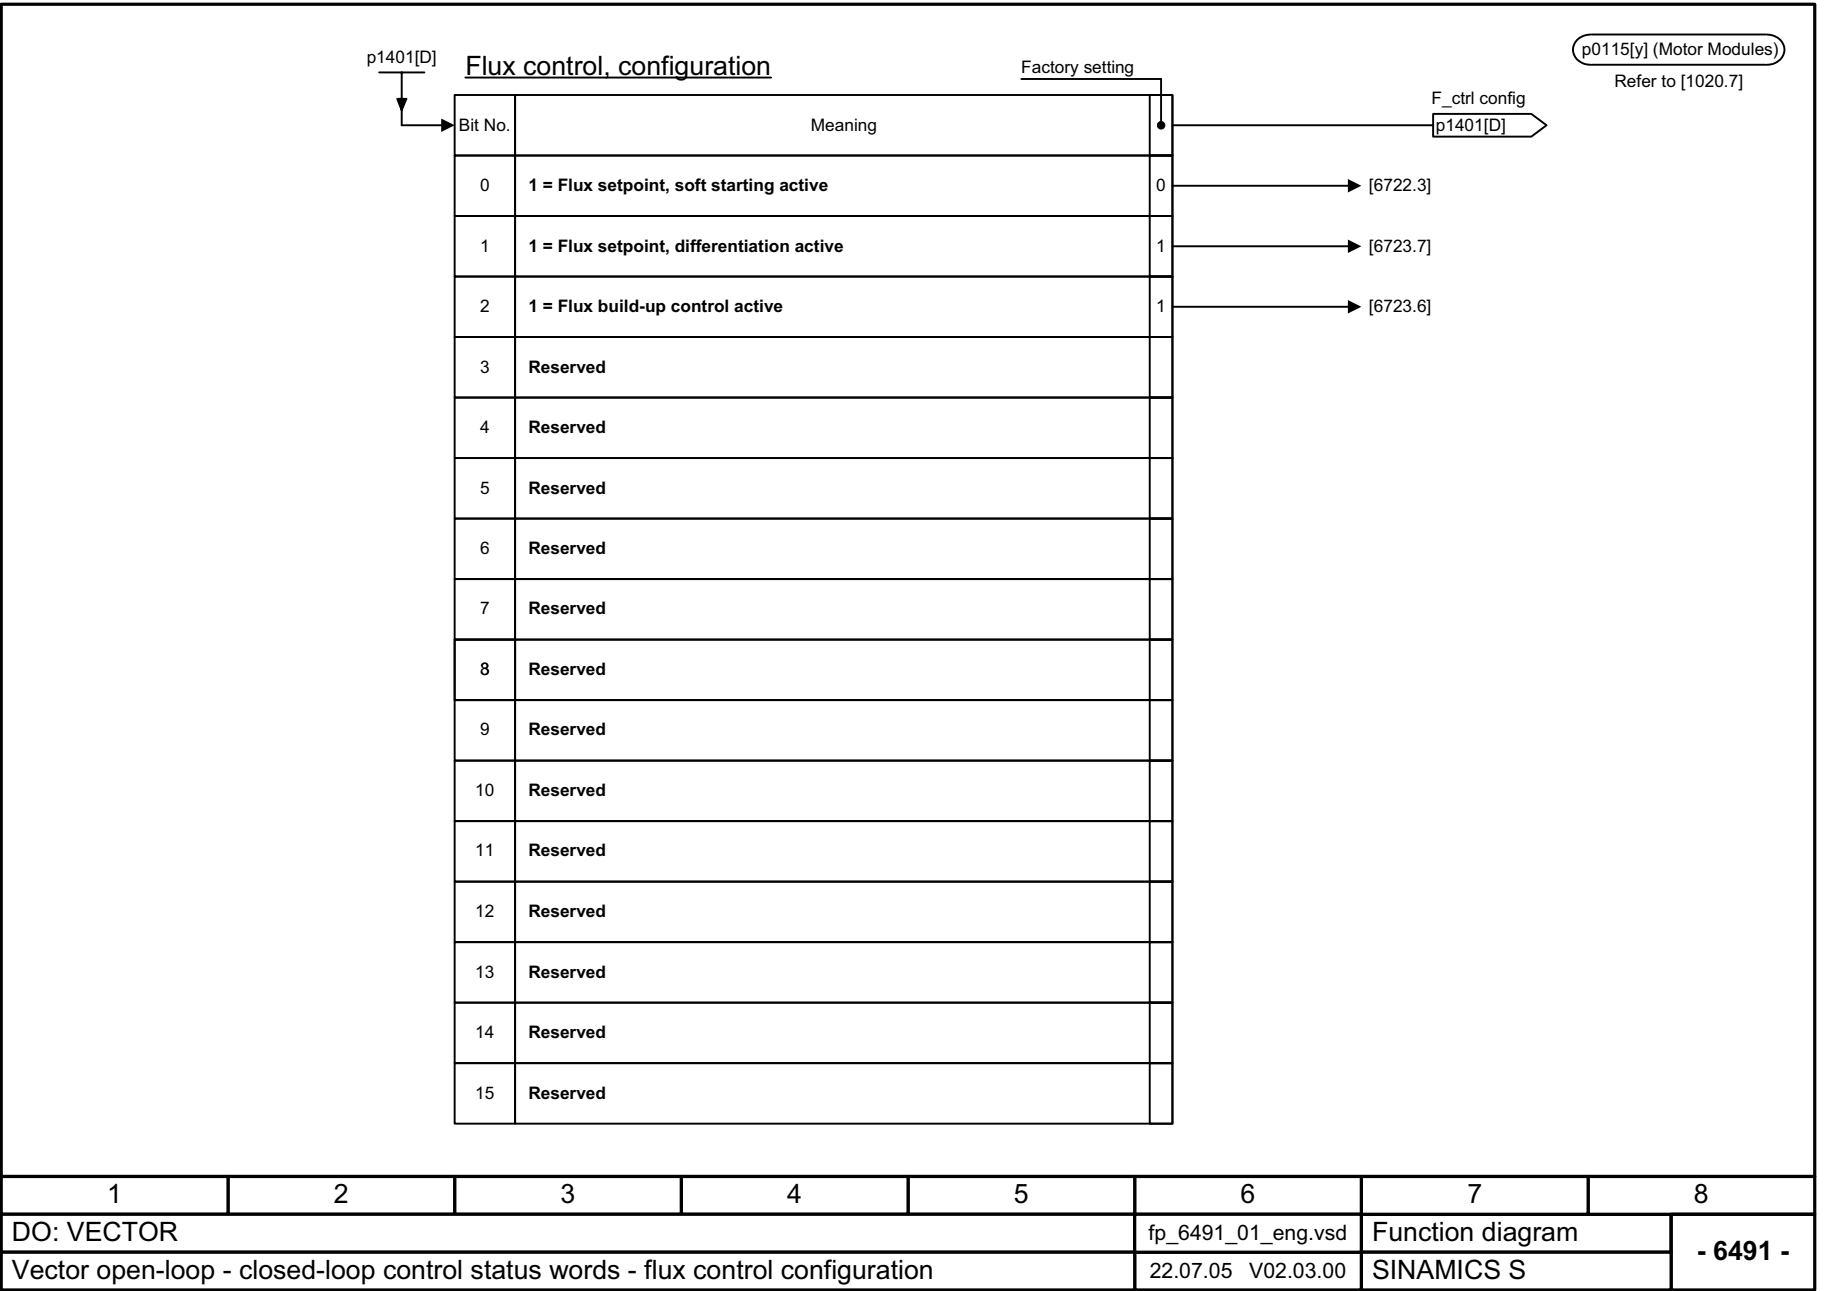 p1401[D]
Flux control, configuration
Factory setting
p0115[y] (Motor Modules)
Refer to [1020.7]
F_ctrl config
Bit No. Meaning p1401[D]
0 1 = Flux setpoint, soft starting active 0 [6722.3]
1 1 = Flux setpoint, differentiation active 1 [6723.7]
2 1 = Flux build-up control active 1 [6723.6]
3 Reserved
4 Reserved
5 Reserved
6 Reserved
7 Reserved
8 Reserved
9 Reserved
10 Reserved
11 Reserved
12 Reserved
13 Reserved
14 Reserved
15 Reserved
1 2 3 4 5 6 7 8
DO: VECTOR fp_6491_01_eng.vsd Function diagram
- 6491 -
Vector open-loop - closed-loop control status words - flux control configuration 22.07.05 V02.03.00 SINAMICS S